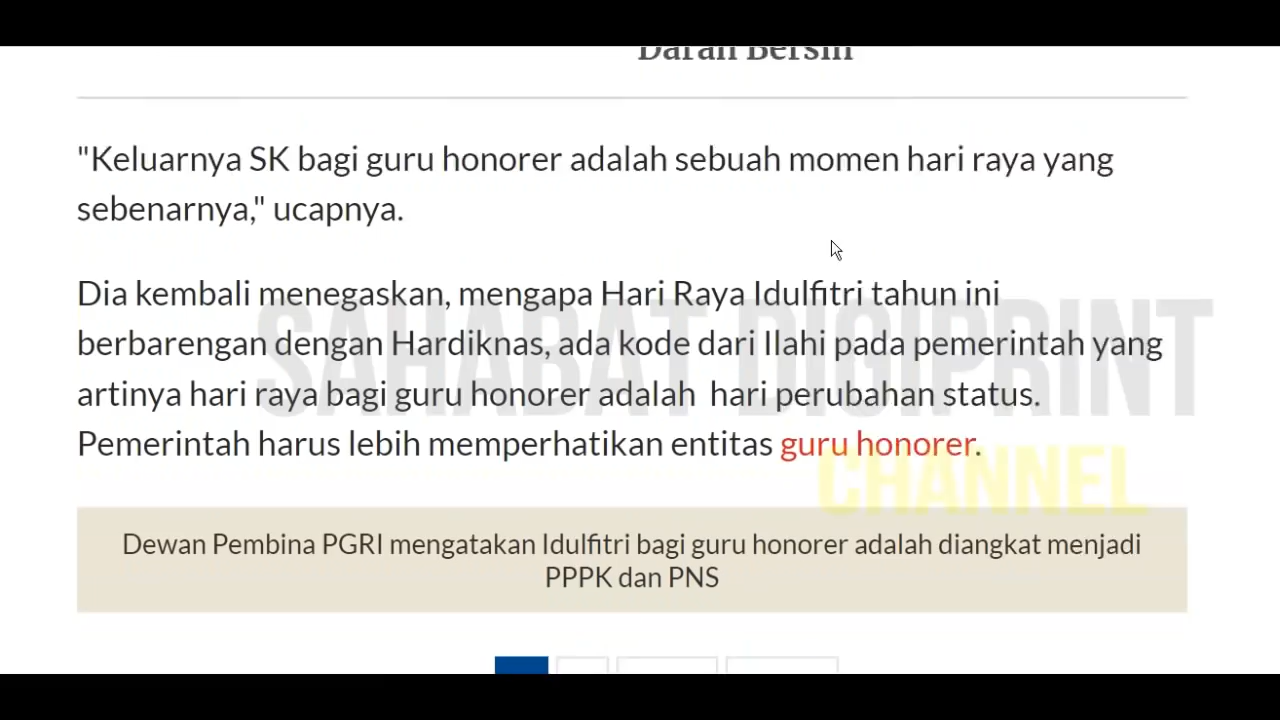 Darah Bersih
"Keluarnya SK bagi guru honorer adalah sebuah momen hari raya yang
sebenarnya," ucapnya.
Dia kembali menegaskan, mengapa Hari Raya Idulfitri tahun ini
berbarengan dengan Hardiknas, ada kode dari Ilahi pada pemerintah yang
artinya hari raya bagi guru honorer adalah  hari perubahan status.
Pemerintah harus lebih memperhatikan entitas guru honorer.
SAHABAT DIGIPRINT
CHANNEL
Dewan Pembina PGRI mengatakan Idulfitri bagi guru honorer adalah diangkat menjadi
PPPK dan PNS